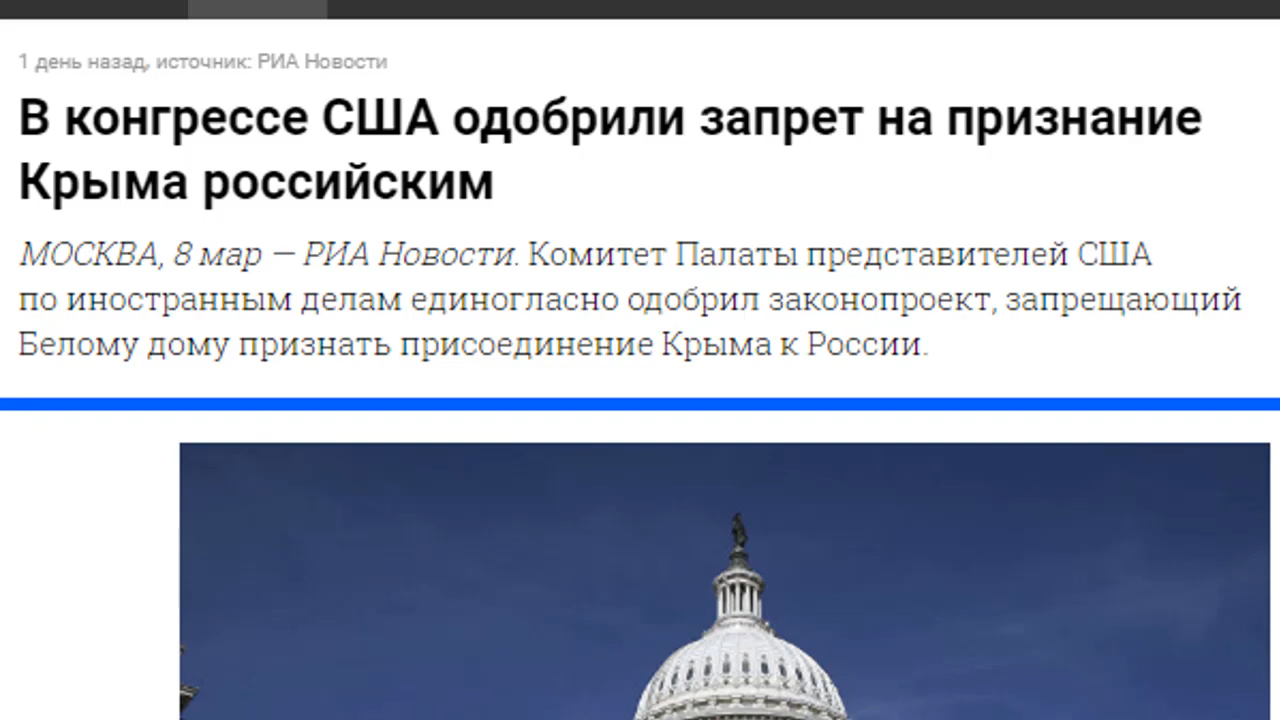 1 день назад, источник: РИА Новости
В конгрессе США одобрили запрет на признание
Крыма российским
МОСКВА, 8 мар — РИА Новости. Комитет Палаты представителей США
по иностранным делам единогласно одобрил законопроект, запрещающий
Белому дому признать присоединение Крыма к России.